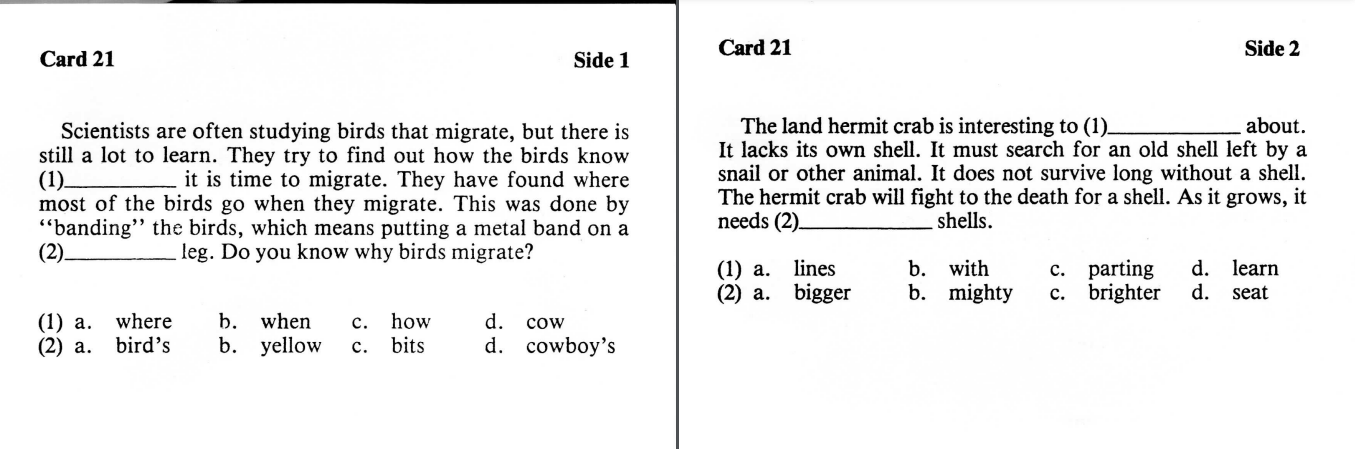 Card 21 Side 1
Scientists are often studying birds that migrate, but there is
still a lot to learn. They try to find out how the birds know
(1)___________ it is time to migrate. They have found where
most of the birds go when they migrate. This was done by
“banding” the birds, which means putting a metal band on a
(2)___________ leg. Do you know why birds migrate?
(1) a. where b. when c. how d. cow
(2) a. bird’s b. yellow c. bits d. cowboy’s
Card 21 Side 2
The land hermit crab is interesting to (1)_____________ about.
It lacks its own shell. It must search for an old shell left by a
snail or other animal. It does not survive long without a shell.
The hermit crab will fight to the death for a shell. As it grows, it
needs (2)_____________ shells.
(1) a. lines b. with c. parting d. learn
(2) a. bigger b. mighty c. brighter d. seat